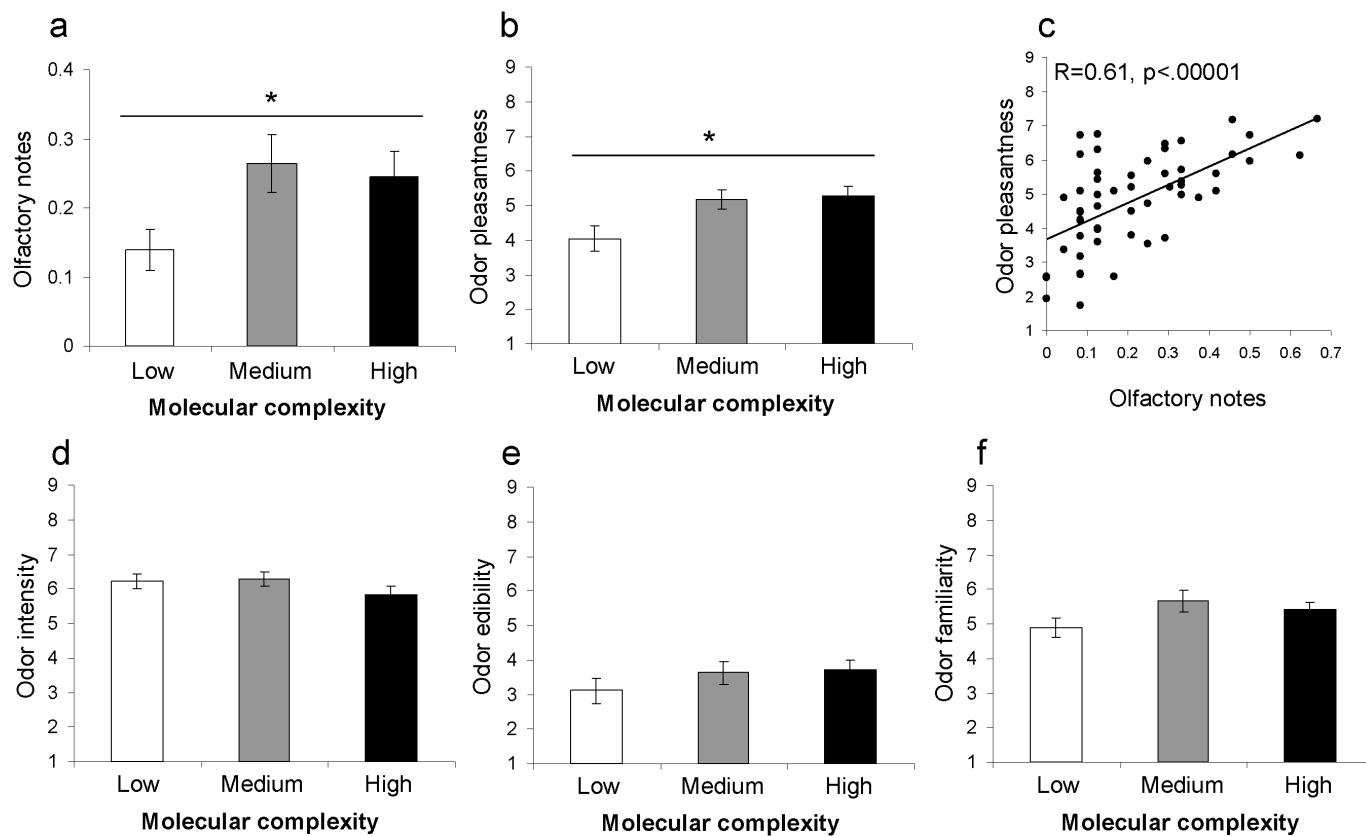 a
Olfactory notes
0.4
0.3
0.2
0.1
0
*
Low Medium High
Molecular complexity
b
Odor pleasantness
9
8
7
6
5
4
3
2
1
*
Low Medium High
Molecular complexity
c
Odor pleasantness
9
8
7
6
5
4
3
2
1
R=0.61, p<.00001
0 0.1 0.2 0.3 0.4 0.5 0.6 0.7
Olfactory notes
d
Odor intensity
9
8
7
6
5
4
3
2
1
Low Medium High
Molecular complexity
e
Odor edibility
9
8
7
6
5
4
3
2
1
Low Medium High
Molecular complexity
f
Odor familiarity
9
8
7
6
5
4
3
2
1
Low Medium High
Molecular complexity